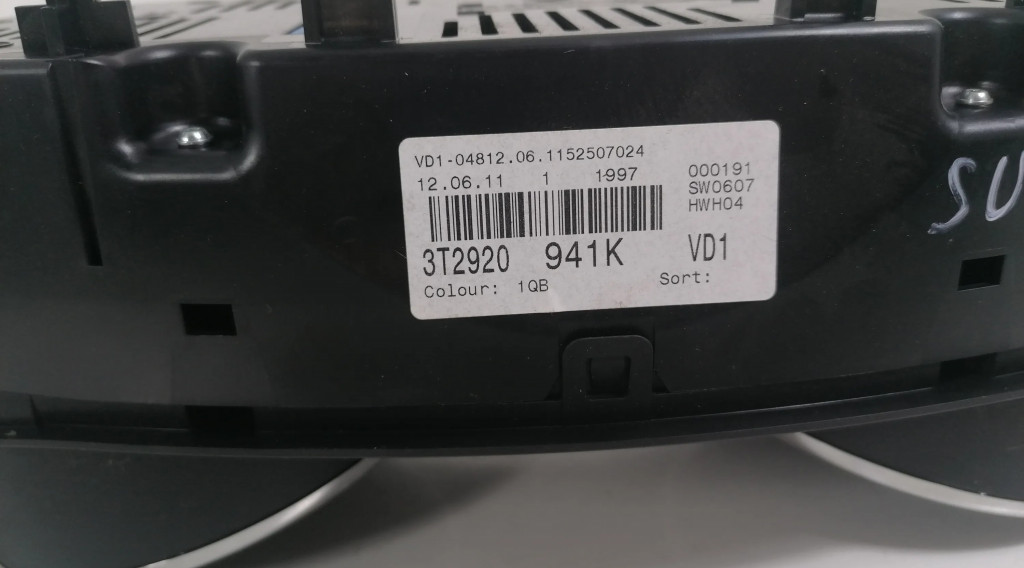 VD1-04812.06.1152507024
12.06.11 1 1997
000191
SW0607
HWH04
3T2920 941K VD1
Colour: 1QB Sort:
SU